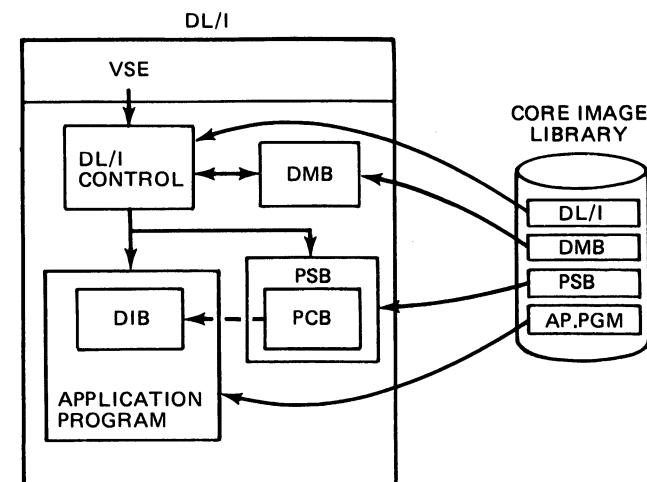 DL/I
VSE
CORE IMAGE
LIBRARY
DL/I
CONTROL
DMB
DL/I
DMB
PSB
AP.PGM
PSB
DIB
PCB
APPLICATION
PROGRAM